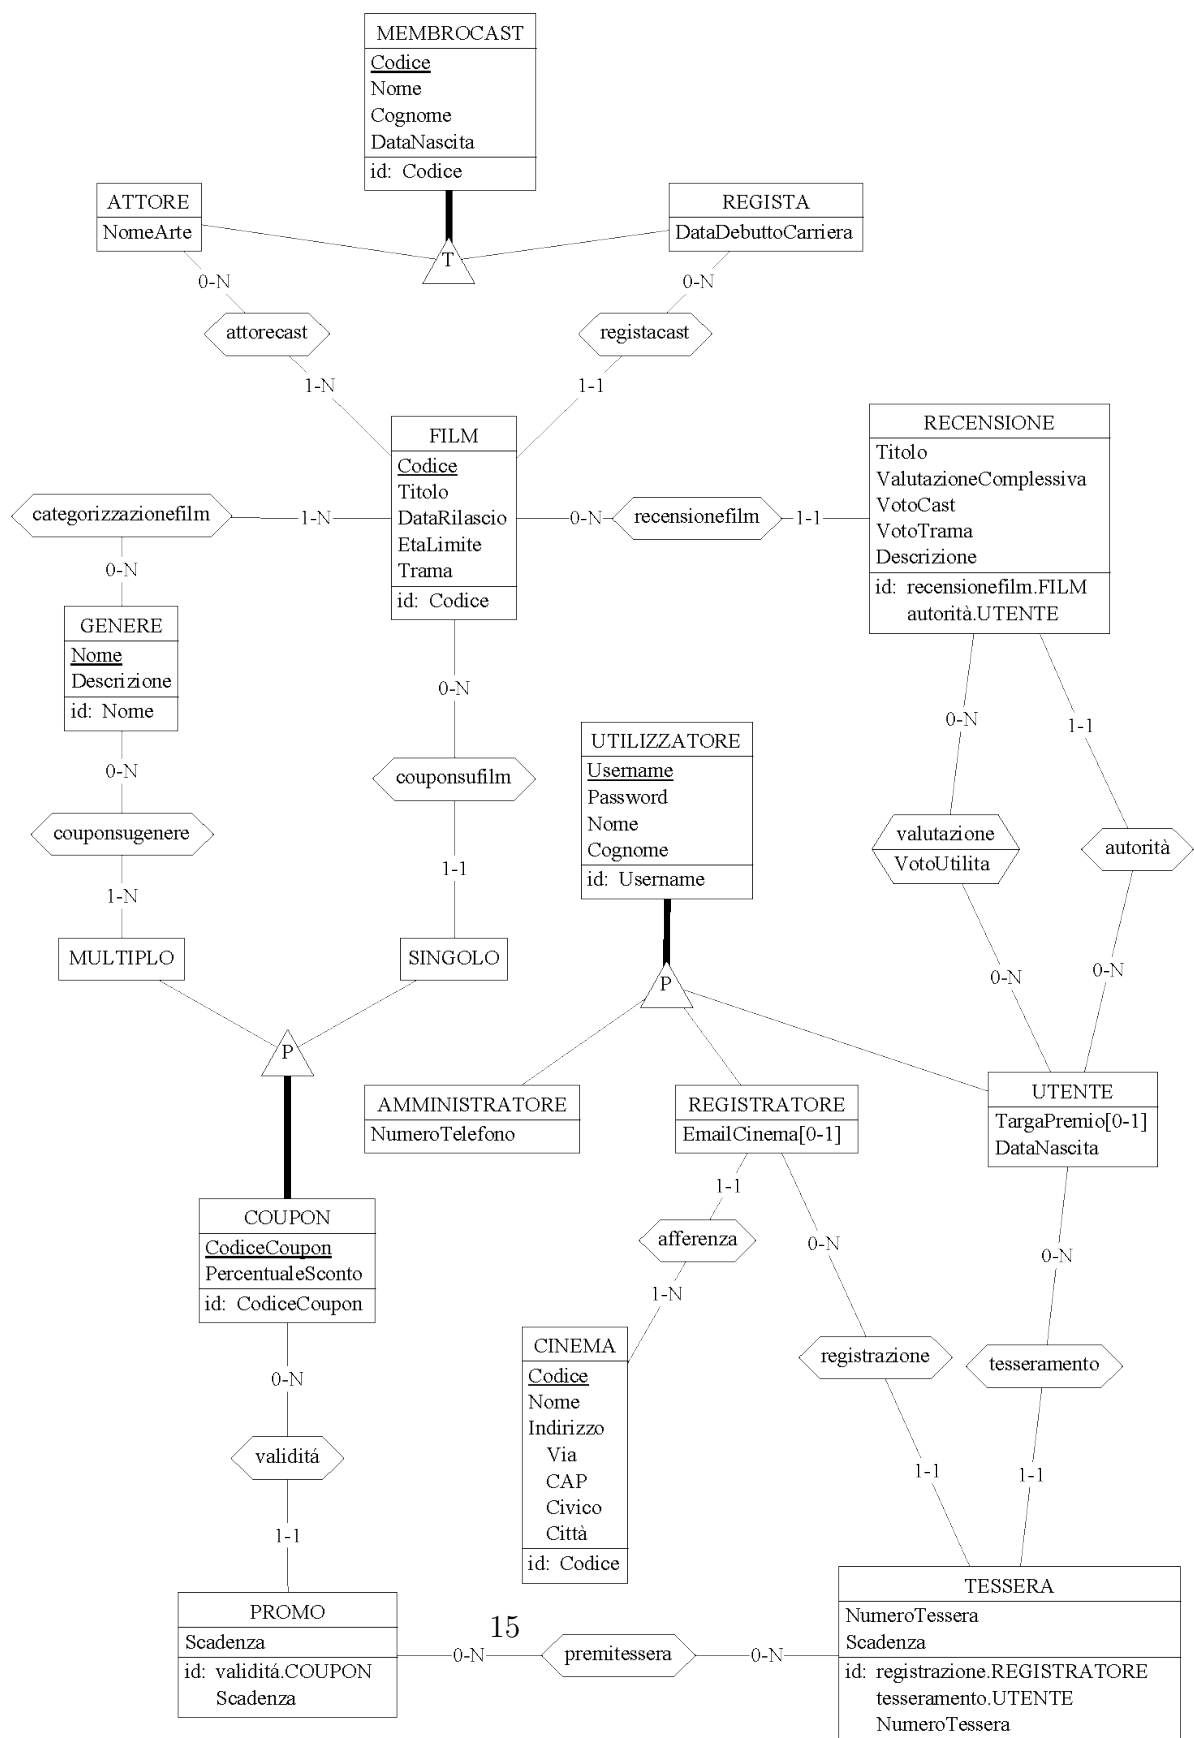 MEMBROCAST
Codice
Nome
Cognome
DataNascita
id: Codice
ATTORE
NomeArte
REGISTA
DataDebuttoCarriera
T
0-N
0-N
attorecast
registacast
1-N
1-1
FILM
Codice
Titolo
DataRilascio
EtaLimite
Trama
id: Codice
RECENSIONE
Titolo
ValutazioneComplessiva
VotoCast
VotoTrama
Descrizione
id: recensionefilm.FILM
autorità.UTENTE
categorizzazionefilm
1-N
0-N
recensionefilm
1-1
0-N
GENERE
Nome
Descrizione
id: Nome
0-N
0-N
1-1
UTILIZZATORE
Username
Password
Nome
Cognome
id: Username
0-N
couponsufilm
couponsugenere
valutazione
VotoUtilita
autorità
1-1
1-N
MULTIPLO
SINGOLO
0-N
0-N
P
P
AMMINISTRATORE
NumeroTelefono
REGISTRATORE
EmailCinema[0-1]
UTENTE
TargaPremio[0-1]
DataNascita
1-1
COUPON
CodiceCoupon
PercentualeSconto
id: CodiceCoupon
afferenza
0-N
0-N
1-N
CINEMA
Codice
Nome
Indirizzo
Via
CAP
Civico
Città
id: Codice
registrazione
tesseramento
0-N
validitá
1-1
1-1
1-1
PROMO
Scadenza
id: validitá.COUPON
Scadenza
15
0-N
premitessera
0-N
TESSERA
NumeroTessera
Scadenza
id: registrazione.REGISTRATORE
tesseramento.UTENTE
NumeroTessera